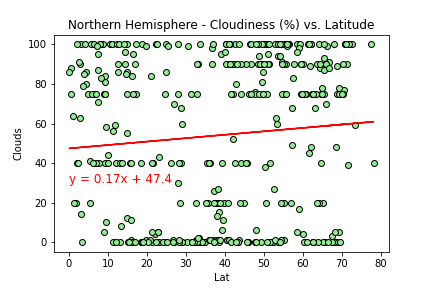 Northern Hemisphere - Cloudiness (%) vs. Latitude
100
80
60
40
20
0
Clouds
y = 0.17x + 47.4
0 10 20 30 40 50 60 70 80
Lat